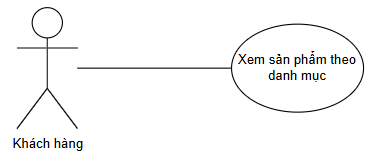 Xem sản phẩm theo
danh mục
Khách hàng